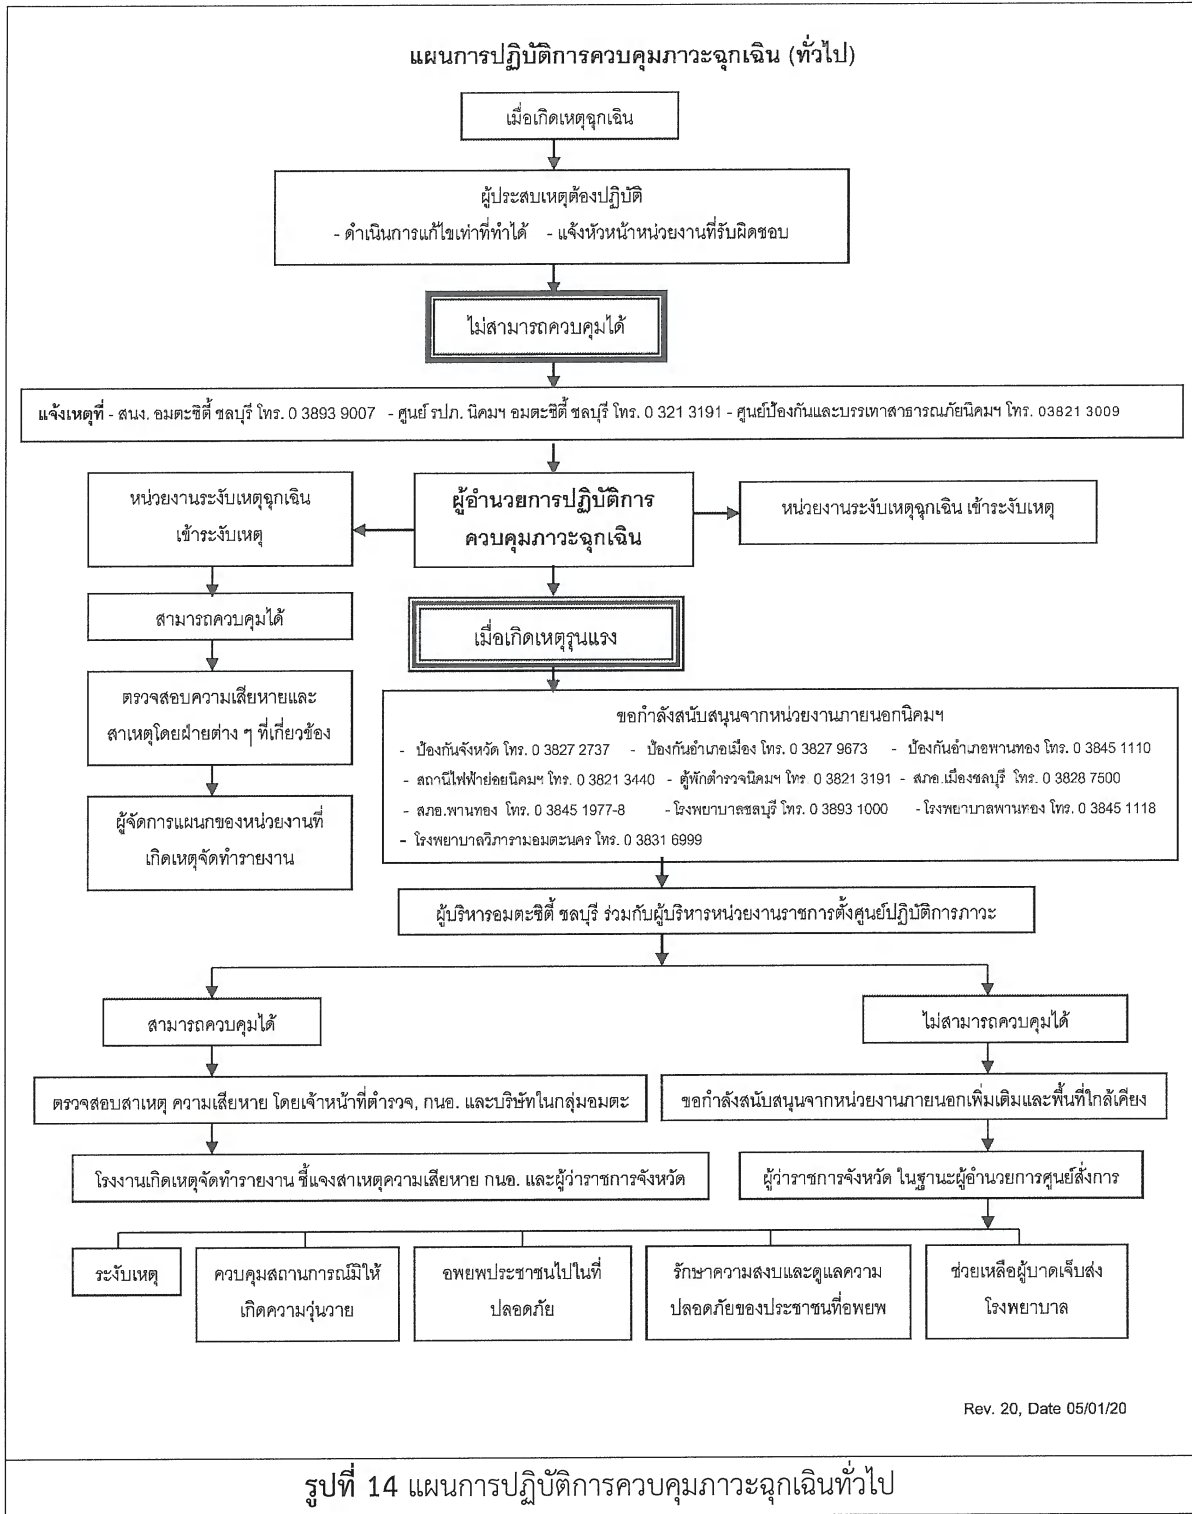 แผนการปฏิบัติการควบคุมภาวะฉุกเฉิน (ทั่วไป)
เมื่อเกิดเหตุฉุกเฉิน
ผู้ประสบเหตุต้องปฏิบัติ
- ดำเนินการแก้ไขเท่าที่ทำได้ - แจ้งหัวหน้าหน่วยงานที่รับผิดชอบ
ไม่สามารถควบคุมได้
แจ้งเหตุที่ - สนง. อมตะซิตี้ ชลบุรี โทร. 0 3893 9007 - ศูนย์ รปภ. นิคมฯ อมตะซิตี้ ชลบุรี โทร. 0 321 3191 - ศูนย์ป้องกันและบรรเทาสาธารณภัยนิคมฯ โทร. 03821 3009
หน่วยงานระงับเหตุฉุกเฉิน
เข้าระงับเหตุ
ผู้อำนวยการปฏิบัติการ
ควบคุมภาวะฉุกเฉิน
หน่วยงานระงับเหตุฉุกเฉิน เข้าระงับเหตุ
สามารถควบคุมได้
เมื่อเกิดเหตุรุนแรง
ตรวจสอบความเสียหายและ
สาเหตุโดยฝ่ายต่าง ๆ ที่เกี่ยวข้อง
ผู้จัดการแผนกของหน่วยงานที่
เกิดเหตุจัดทำรายงาน
ขอกำลังสนับสนุนจากหน่วยงานภายนอกนิคมฯ
- ป้องกันจังหวัด โทร. 0 3827 2737 - ป้องกันอำเภอเมือง โทร. 0 3827 9673 - ป้องกันอำเภอพานทอง โทร. 0 3845 1110
- สถานีไฟฟ้าย่อยนิคมฯ โทร. 0 3821 3440 - ตู้พักตำรวจนิคมฯ โทร. 0 3821 3191 - สภอ.เมืองชลบุรี โทร. 0 3828 7500
- สภอ.พานทอง โทร. 0 3845 1977-8 - โรงพยาบาลชลบุรี โทร. 0 3893 1000 - โรงพยาบาลพานทอง โทร. 0 3845 1118
- โรงพยาบาลวิภารามอมตะนคร โทร. 0 3831 6999
ผู้บริหารอมตะซิตี้ ชลบุรี ร่วมกับผู้บริหารหน่วยงานราชการตั้งศูนย์ปฏิบัติการภาวะ
สามารถควบคุมได้
ไม่สามารถควบคุมได้
ตรวจสอบสาเหตุ ความเสียหาย โดยเจ้าหน้าที่ตำรวจ, กนอ. และบริษัทในกลุ่มอมตะ
ขอกำลังสนับสนุนจากหน่วยงานภายนอกเพิ่มเติมและพื้นที่ใกล้เคียง
โรงงานเกิดเหตุจัดทำรายงาน ชี้แจงสาเหตุความเสียหาย กนอ. และผู้ว่าราชการจังหวัด
ผู้ว่าราชการจังหวัด ในฐานะผู้อำนวยการศูนย์สั่งการ
ระงับเหตุ
ควบคุมสถานการณ์มิให้
เกิดความวุ่นวาย
อพยพประชาชนไปในที่
ปลอดภัย
รักษาความสงบและดูแลความ
ปลอดภัยของประชาชนที่อพยพ
ช่วยเหลือผู้บาดเจ็บส่ง
โรงพยาบาล
Rev. 20, Date 05/01/20
รูปที่ 14 แผนการปฏิบัติการควบคุมภาวะฉุกเฉินทั่วไป